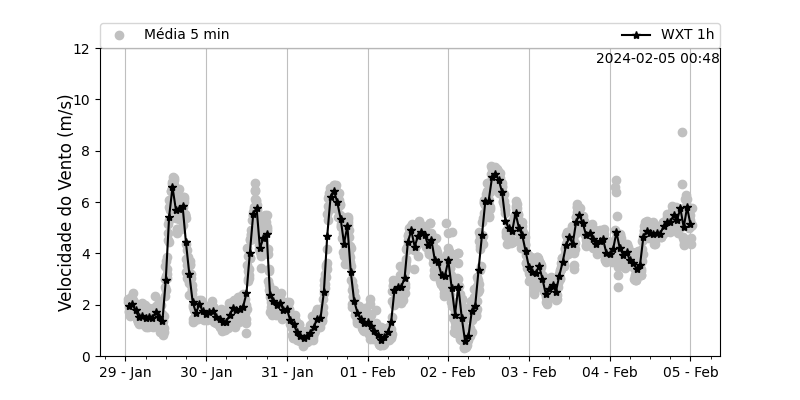 Média 5 min
WXT 1h
2024-02-05 00:48
Velocidade do Vento (m/s)
12
10
8
6
4
2
0
29 - Jan
30 - Jan
31 - Jan
01 - Feb
02 - Feb
03 - Feb
04 - Feb
05 - Feb